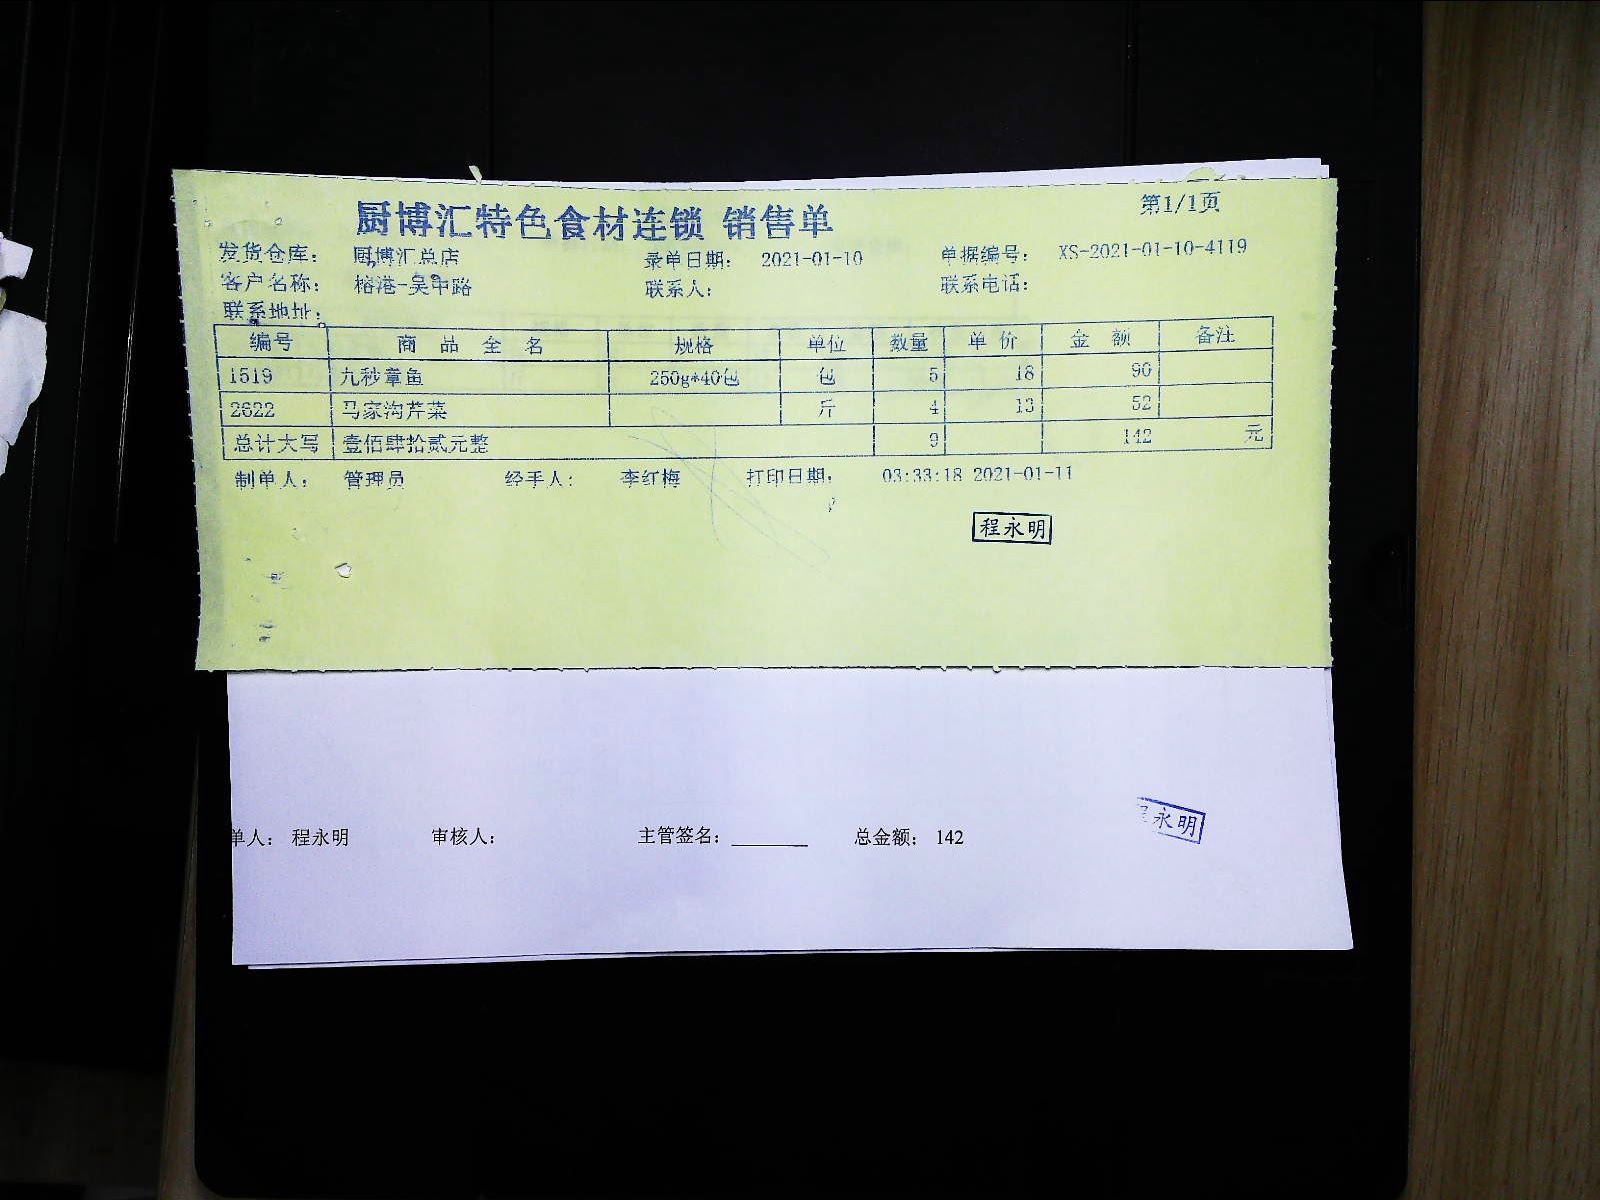 厨博汇特色食材连锁 销售单 第1/1页
发货仓库： 厨博汇总店 录单日期： 2021-01-10 单据编号： XS-2021-01-10-4119
客户名称： 榕港-吴中路 联系人： 联系电话：
联系地址：
编号 商品全名 规格 单位 数量 单价 金额 备注
1519 九秒章鱼 250g*40包 包 5 18 90
2622 马家沟芹菜 斤 4 13 52
总计大写 壹佰肆拾贰元整 9 142 元
制单人： 管理员 经手人： 李红梅 打印日期： 03:33:18 2021-01-11
程永明
单人： 程永明 审核人： 主管签名： 总金额： 142
永明